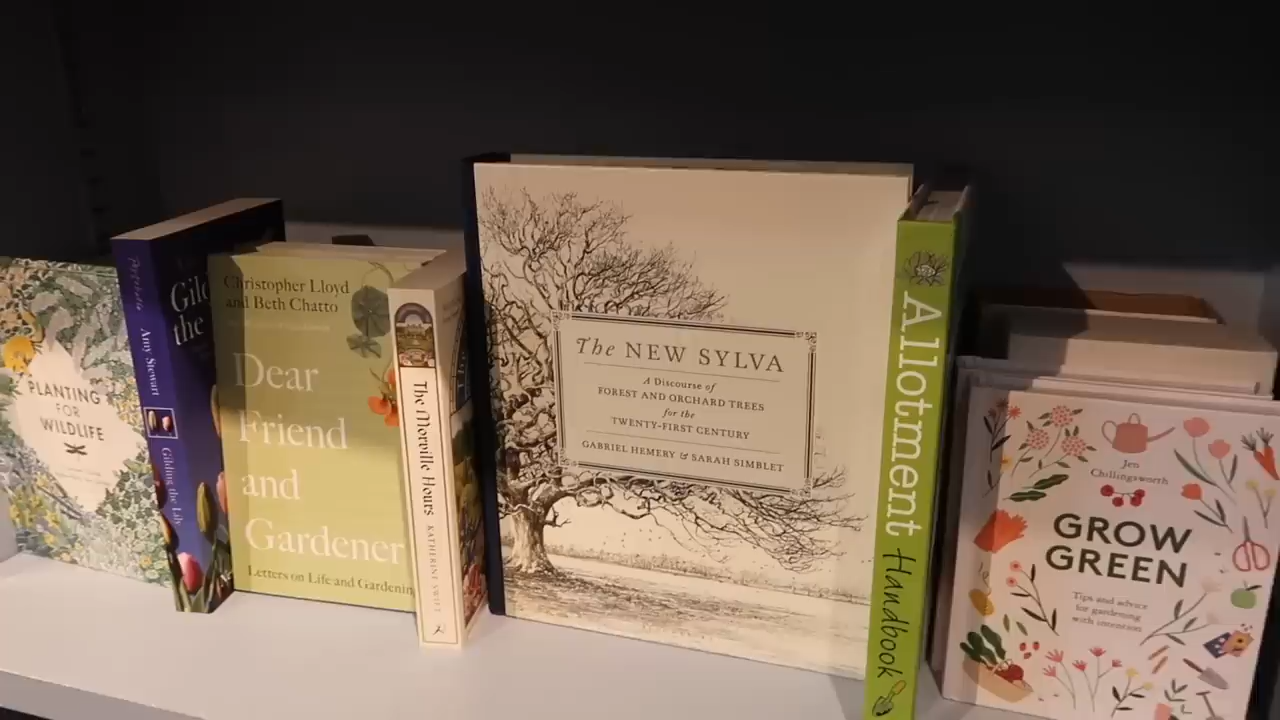 PLANTING
FOR
WILDLIFE
Amy Stewart
Gilding the Lily
Gild
the
Christopher Lloyd
and Beth Chatto
Dear
Friend
and
Gardener
Letters on Life and Gardening
The Morville Hours
KATHERINE SWIFT
The NEW SYLVA
A Discourse of
FOREST AND ORCHARD TREES
for the
TWENTY-FIRST CENTURY
GABRIEL HEMERY & SARAH SIMBLET
Allotment Handbook
Jen
Chillingsworth
GROW
GREEN
Tips and advice
for gardening
with intention